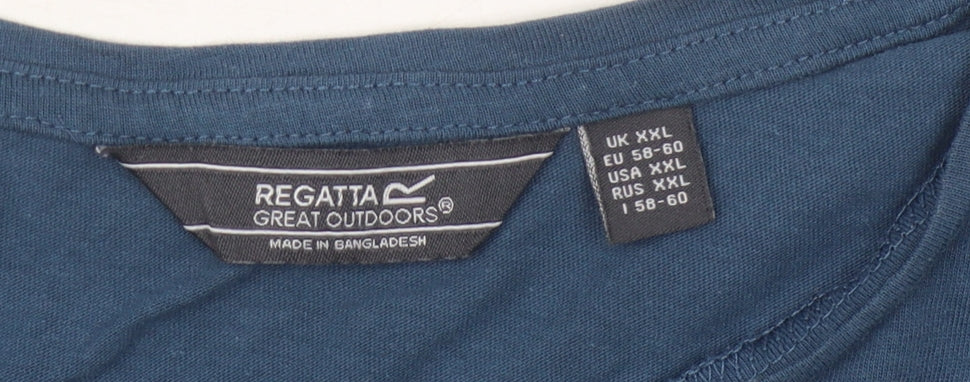 REGATTA
GREAT OUTDOORS®
MADE IN BANGLADESH
UK XXL
EU 58-60
USA XXL
RUS XXL
I 58-60